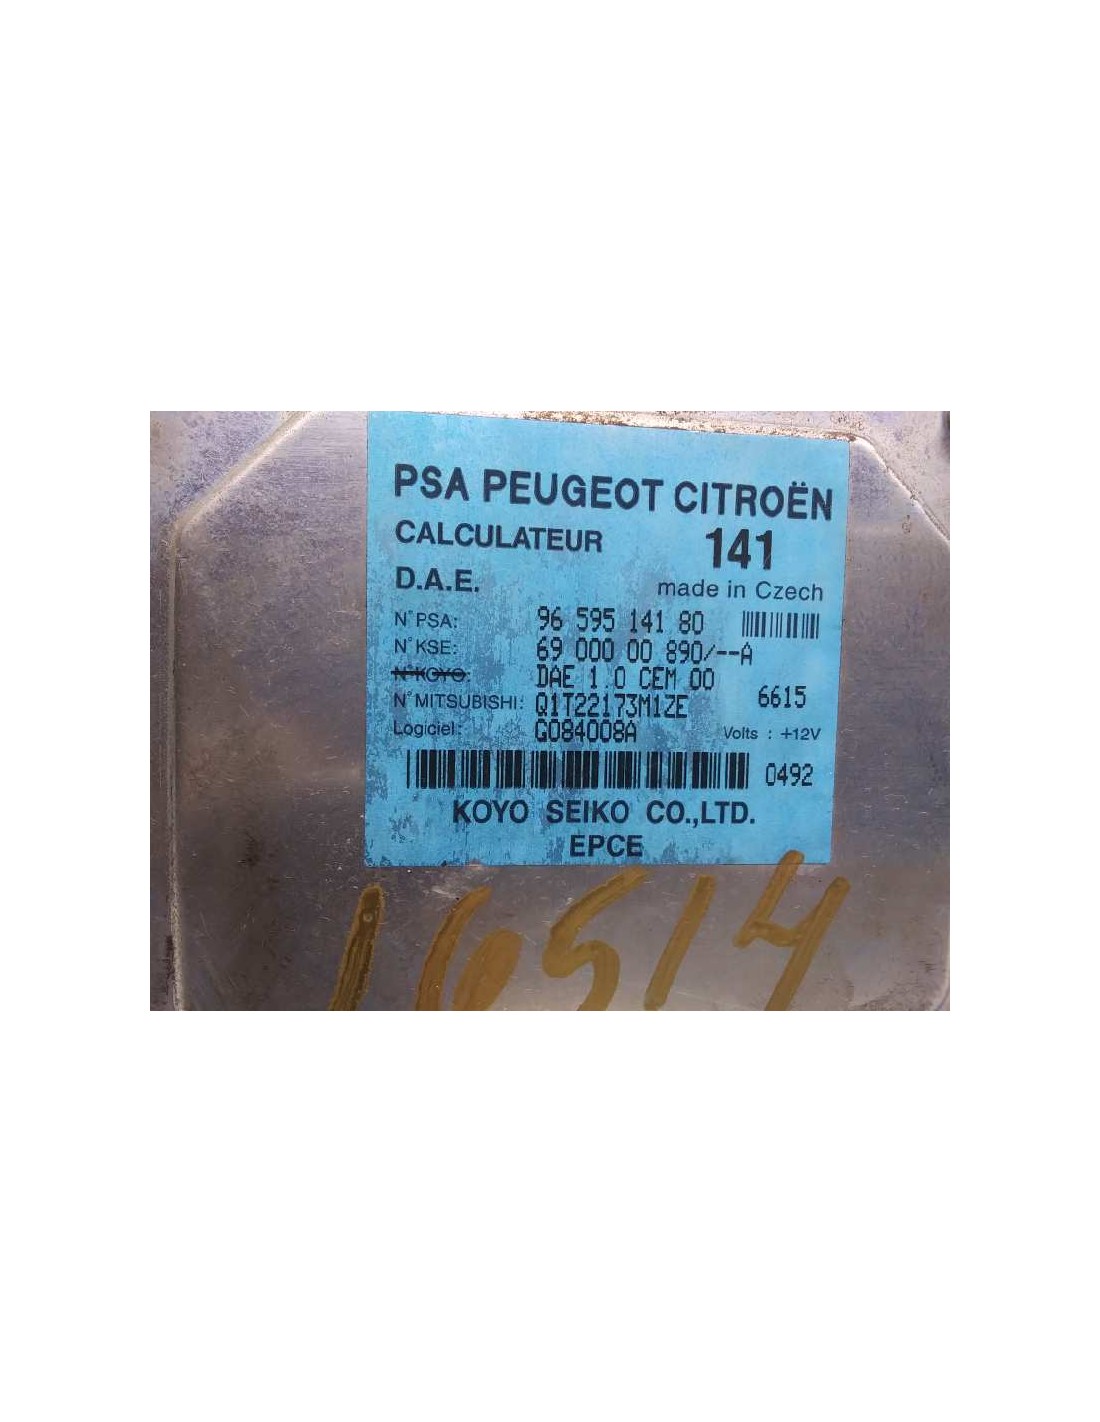 PSA PEUGEOT CITROËN
CALCULATEUR 141
D.A.E. made in Czech
N°PSA: 96 595 141 80
N°KSE: 69 000 00 890/--A
N°KOYO: DAE 1.0 CEM 00
N°MITSUBISHI: Q1T22173M1ZE 6615
Logiciel: G084008A Volts : +12V
0492
KOYO SEIKO CO.,LTD.
EPCE
16514